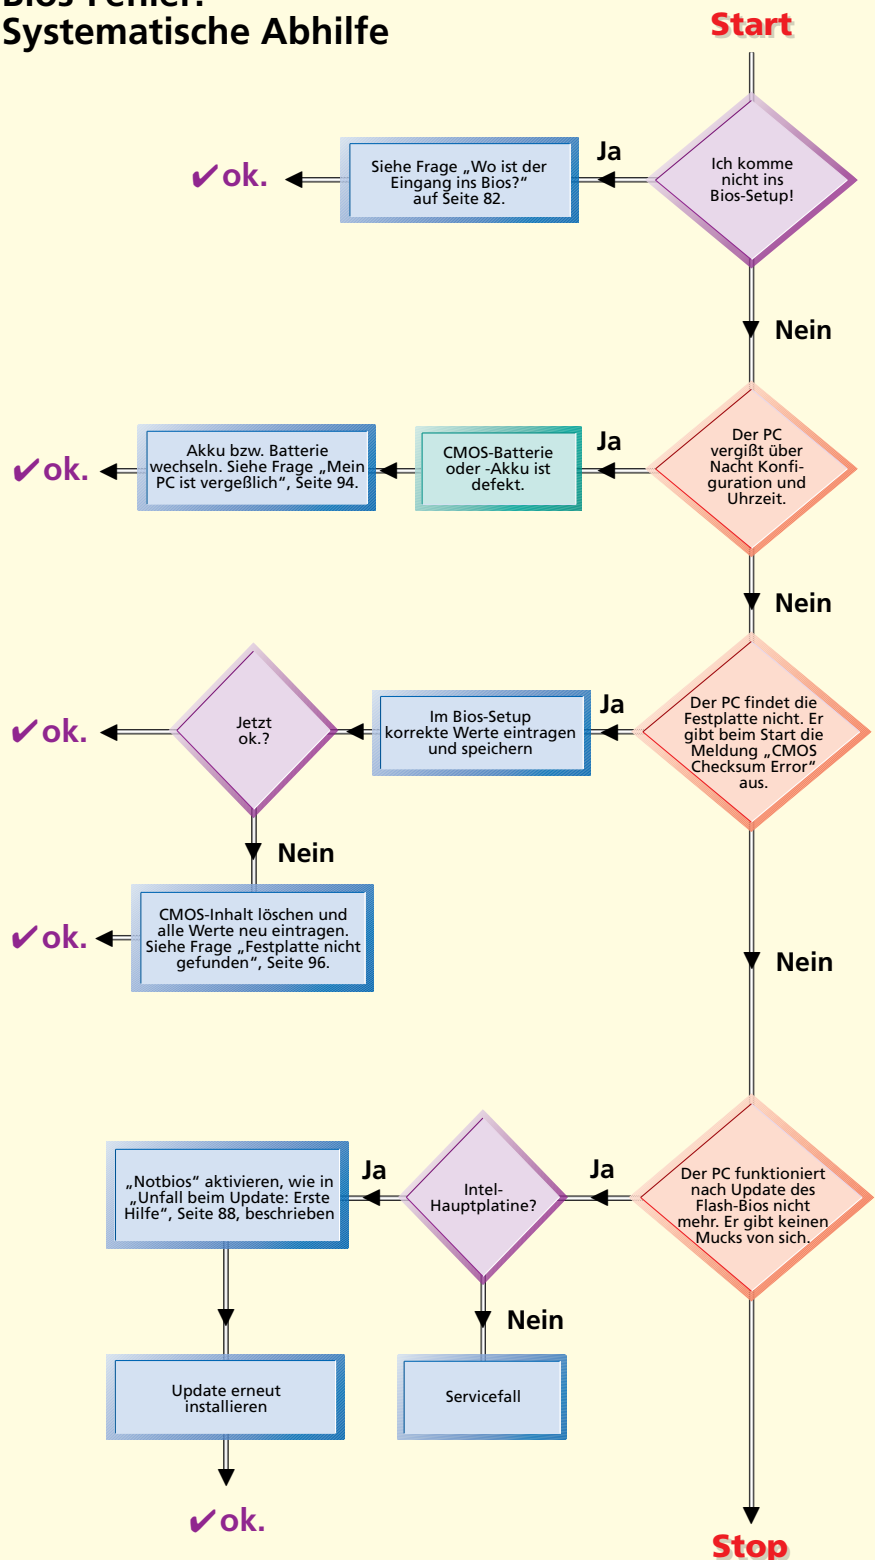 Bios-Fehler:
Systematische Abhilfe
Start
Ich komme
nicht ins
Bios-Setup!
Ja
Siehe Frage „Wo ist der
Eingang ins Bios?“
auf Seite 82.
✔ ok.
Nein
Der PC
vergißt über
Nacht Konfi-
guration und
Uhrzeit.
Ja
CMOS-Batterie
oder -Akku ist
defekt.
Akku bzw. Batterie
wechseln. Siehe Frage „Mein
PC ist vergeßlich“, Seite 94.
✔ ok.
Nein
Der PC findet die
Festplatte nicht. Er
gibt beim Start die
Meldung „CMOS
Checksum Error“
aus.
Ja
Im Bios-Setup
korrekte Werte eintragen
und speichern
Jetzt
ok.?
✔ ok.
Nein
CMOS-Inhalt löschen und
alle Werte neu eintragen.
Siehe Frage „Festplatte nicht
gefunden“, Seite 96.
✔ ok.
Nein
Der PC funktioniert
nach Update des
Flash-Bios nicht
mehr. Er gibt keinen
Mucks von sich.
Ja
Intel-
Hauptplatine?
Ja
„Notbios“ aktivieren, wie in
„Unfall beim Update: Erste
Hilfe“, Seite 88, beschrieben
Nein
Servicefall
Update erneut
installieren
✔ ok.
Stop